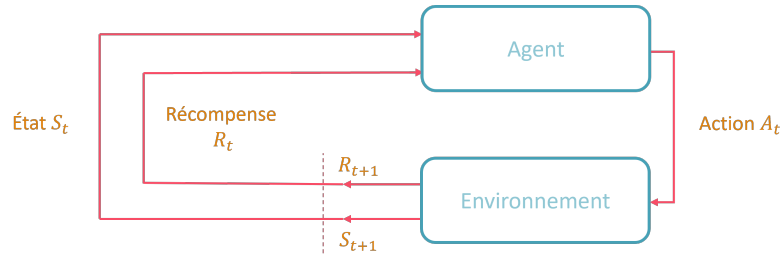 Agent
État S_t
Récompense
R_t
Action A_t
R_{t+1}
Environnement
S_{t+1}